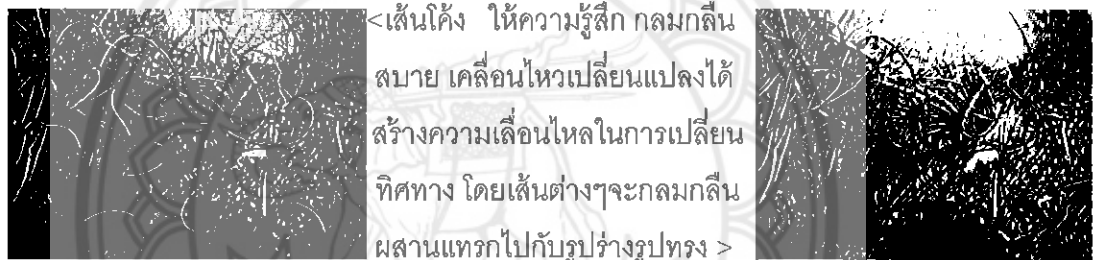 <เส้นโค้ง ให้ความรู้สึก กลมกลืน
สบาย เคลื่อนไหวเปลี่ยนแปลงได้
สร้างความเลื่อนไหลในการเปลี่ยน
ทิศทาง โดยเส้นต่างๆจะกลมกลืน
ผสานแทรกไปกับรูปร่างรูปทรง >